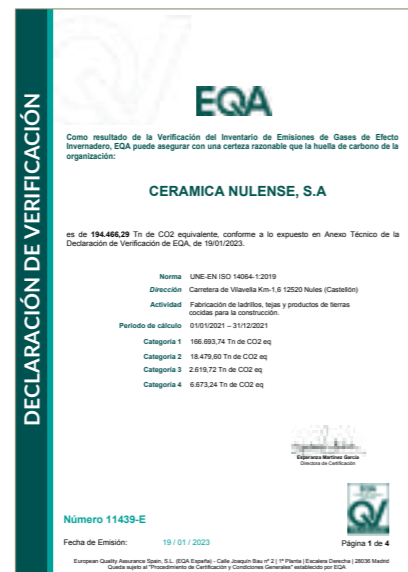 DECLARACIÓN DE VERIFICACIÓN
EQA
Como resultado de la Verificación del Inventario de Emisiones de Gases de Efecto
Invernadero, EQA puede asegurar con una certeza razonable que la huella de carbono de la
organización:
CERAMICA NULENSE, S.A
es de 194.466,29 Tn de CO2 equivalente, conforme a lo expuesto en Anexo Técnico de la
Declaración de Verificación de EQA, de 19/01/2023.
Norma UNE-EN ISO 14064-1:2019
Dirección Carretera de Vilavella Km-1,6 12520 Nules (Castellón)
Actividad Fabricación de ladrillos, tejas y productos de tierras
cocidas para la construcción.
Periodo de cálculo 01/01/2021 – 31/12/2021
Categoría 1 166.693,74 Tn de CO2 eq
Categoría 2 18.479,60 Tn de CO2 eq
Categoría 3 2.619,72 Tn de CO2 eq
Categoría 4 6.673,24 Tn de CO2 eq
Esperanza Martínez García
Directora de Certificación
Número 11439-E
EQA
QV
Fecha de Emisión: 19 / 01 / 2023
Página 1 de 4
European Quality Assurance Spain, S.L. (EQA España) - Calle Joaquín Bau nº 2 | 1ª Planta | Escalera Derecha | 28036 Madrid
Queda sujeto al "Procedimiento de Certificación y Condiciones Generales" establecido por EQA